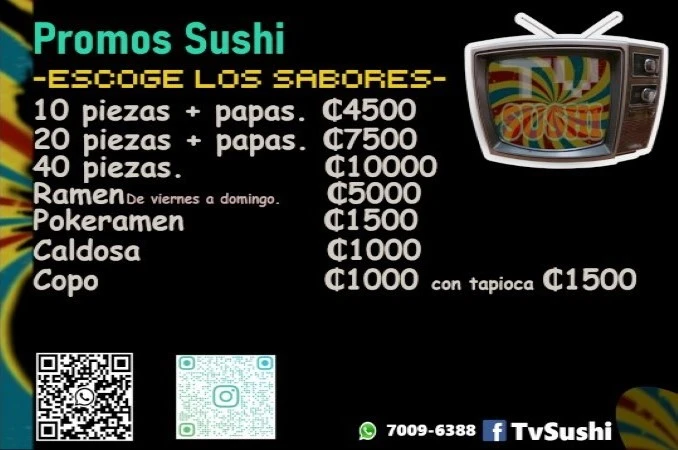 Promos Sushi
-ESCOGE LOS SABORES-
TV
SUSHI
10 piezas + papas. ₡4500
20 piezas + papas. ₡7500
40 piezas. ₡10000
Ramen De viernes a domingo. ₡5000
Pokeramen ₡1500
Caldosa ₡1000
Copo ₡1000 con tapioca ₡1500
7009-6388 f TvSushi